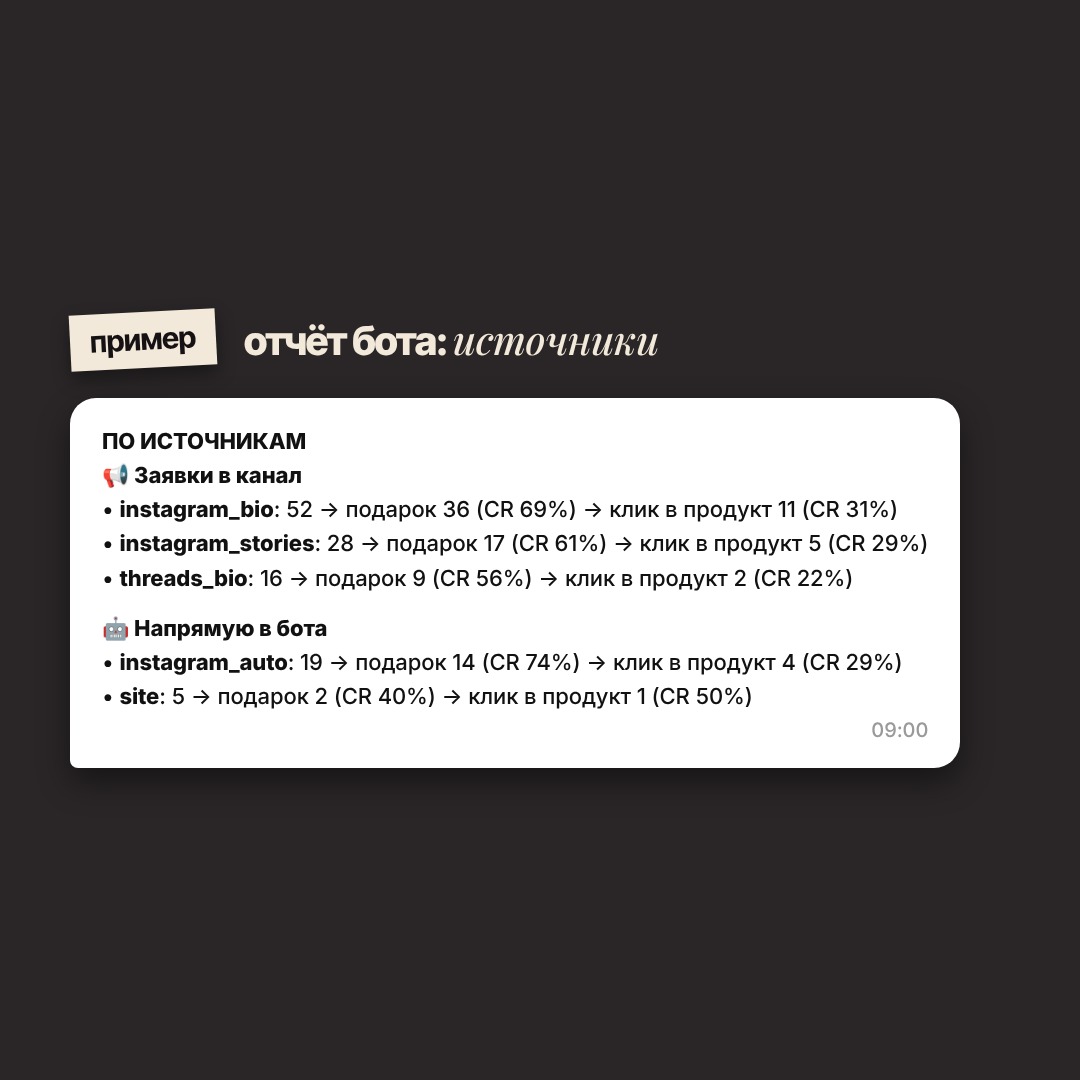 пример
отчёт бота: источники
ПО ИСТОЧНИКАМ
📢 Заявки в канал
• instagram_bio: 52 → подарок 36 (CR 69%) → клик в продукт 11 (CR 31%)
• instagram_stories: 28 → подарок 17 (CR 61%) → клик в продукт 5 (CR 29%)
• threads_bio: 16 → подарок 9 (CR 56%) → клик в продукт 2 (CR 22%)
🤖 Напрямую в бота
• instagram_auto: 19 → подарок 14 (CR 74%) → клик в продукт 4 (CR 29%)
• site: 5 → подарок 2 (CR 40%) → клик в продукт 1 (CR 50%)
09:00